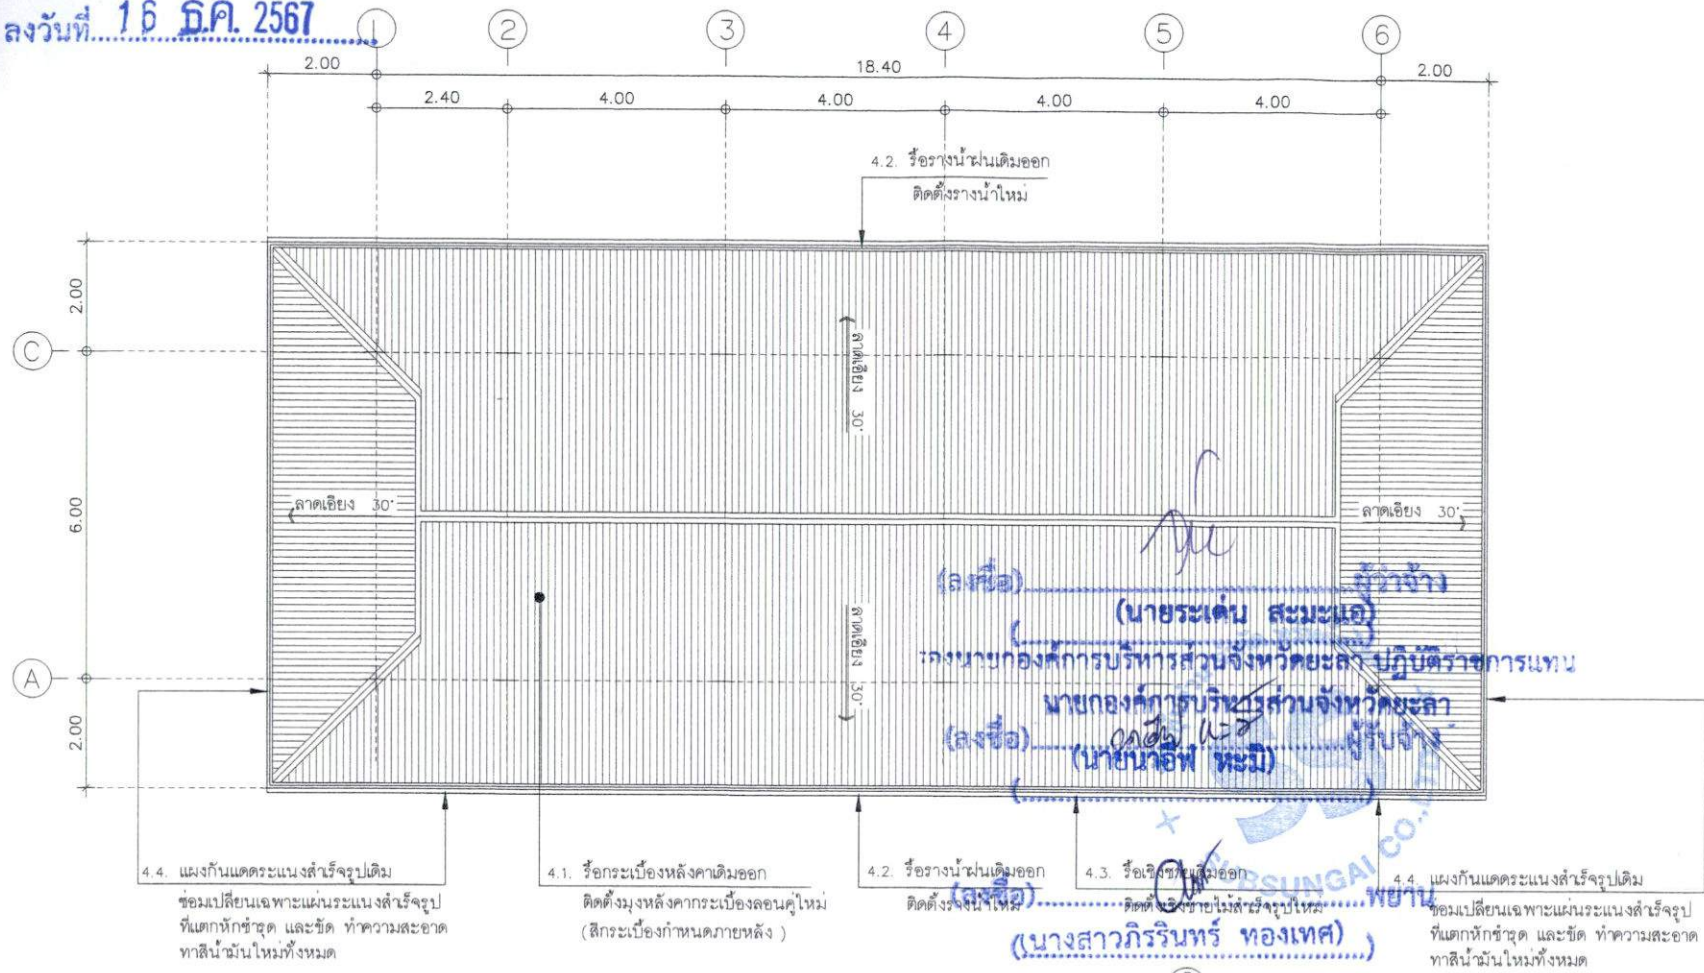 ลงวันที่ 16 ธ.ค. 2567
1 2 3 4 5 6
2.00 18.40 2.00
2.40 4.00 4.00 4.00 4.00
4.2. รื้อรางน้ำฝนเดิมออก
ติดตั้งรางน้ำใหม่
2.00
C
ลาดเอียง 30°
6.00
ลาดเอียง 30°
ลาดเอียง 30°
(ลงชื่อ) ผู้ว่าจ้าง
(นายระเด่น สะมะแอ)
ลาดเอียง 30°
A
รองนายกองค์การบริหารส่วนจังหวัดยะลา ปฏิบัติราชการแทน
นายกองค์การบริหารส่วนจังหวัดยะลา
2.00
(ลงชื่อ) ผู้รับจ้าง
(นายนาอีฟ หะมิ)
4.4. แผงกันแดดระแนงสำเร็จรูปเดิม
ซ่อมเปลี่ยนเฉพาะแผ่นระแนงสำเร็จรูป
ที่แตกหักชำรุด และขัด ทำความสะอาด
ทาสีน้ำมันใหม่ทั้งหมด
4.1. รื้อกระเบื้องหลังคาเดิมออก
ติดตั้งมุงหลังคากระเบื้องลอนคู่ใหม่
(สีกระเบื้องกำหนดภายหลัง )
4.2. รื้อรางน้ำฝนเดิมออก
ติดตั้งรางน้ำใหม่
4.3. รื้อเชิงชายเดิมออก
ติดตั้งเชิงชายไม้สำเร็จรูปใหม่
4.4. แผงกันแดดระแนงสำเร็จรูปเดิม
ซ่อมเปลี่ยนเฉพาะแผ่นระแนงสำเร็จรูป
ที่แตกหักชำรุด และขัด ทำความสะอาด
ทาสีน้ำมันใหม่ทั้งหมด
(ลงชื่อ) พยาน
(นางสาวภิรรินทร์ ทองเทศ)
SUNGAI CO.,